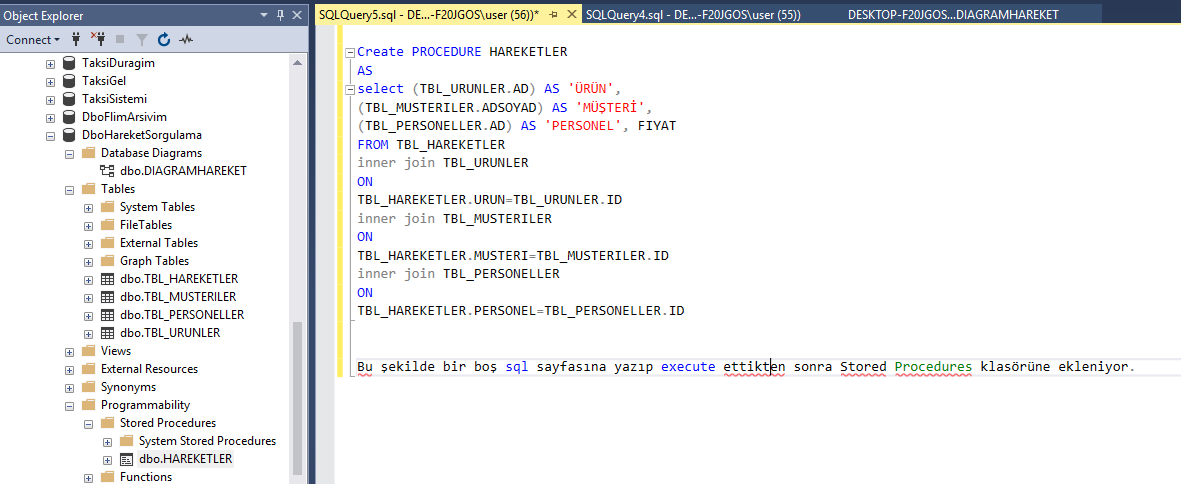 Object Explorer
Connect
TaksiDuragim
TaksiGel
TaksiSistemi
DboFlimArsivim
DboHareketSorgulama
Database Diagrams
dbo.DIAGRAMHAREKET
Tables
System Tables
FileTables
External Tables
Graph Tables
dbo.TBL_HAREKETLER
dbo.TBL_MUSTERILER
dbo.TBL_PERSONELLER
dbo.TBL_URUNLER
Views
External Resources
Synonyms
Programmability
Stored Procedures
System Stored Procedures
dbo.HAREKETLER
Functions
SQLQuery5.sql - DE...-F20JGOS\user (56))* SQLQuery4.sql - DE...-F20JGOS\user (55)) DESKTOP-F20JGOS...DIAGRAMHAREKET
Create PROCEDURE HAREKETLER
AS
select (TBL_URUNLER.AD) AS 'ÜRÜN',
(TBL_MUSTERILER.ADSOYAD) AS 'MÜŞTERİ',
(TBL_PERSONELLER.AD) AS 'PERSONEL', FIYAT
FROM TBL_HAREKETLER
inner join TBL_URUNLER
ON
TBL_HAREKETLER.URUN=TBL_URUNLER.ID
inner join TBL_MUSTERILER
ON
TBL_HAREKETLER.MUSTERI=TBL_MUSTERILER.ID
inner join TBL_PERSONELLER
ON
TBL_HAREKETLER.PERSONEL=TBL_PERSONELLER.ID
Bu şekilde bir boş sql sayfasına yazıp execute ettikten sonra Stored Procedures klasörüne ekleniyor.